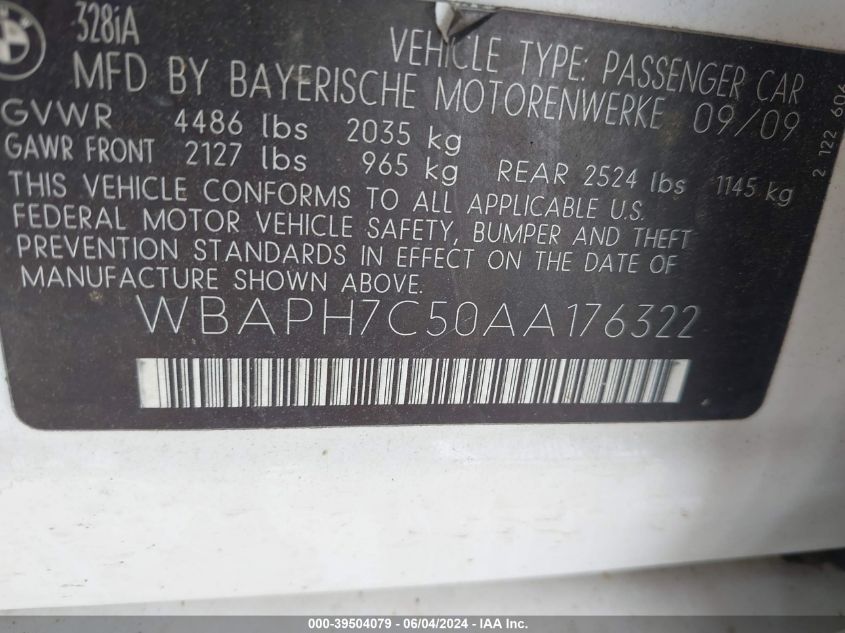 328iA
VEHICLE TYPE: PASSENGER CAR
MFD BY BAYERISCHE MOTORENWERKE 09/09
GVWR 4486 lbs 2035 kg
GAWR FRONT 2127 lbs 965 kg REAR 2524 lbs 1145 kg
THIS VEHICLE CONFORMS TO ALL APPLICABLE U.S.
FEDERAL MOTOR VEHICLE SAFETY, BUMPER AND THEFT
PREVENTION STANDARDS IN EFFECT ON THE DATE OF
MANUFACTURE SHOWN ABOVE.
WBAPH7C50AA176322
2 122 604
000-39504079 - 06/04/2024 - IAA Inc.